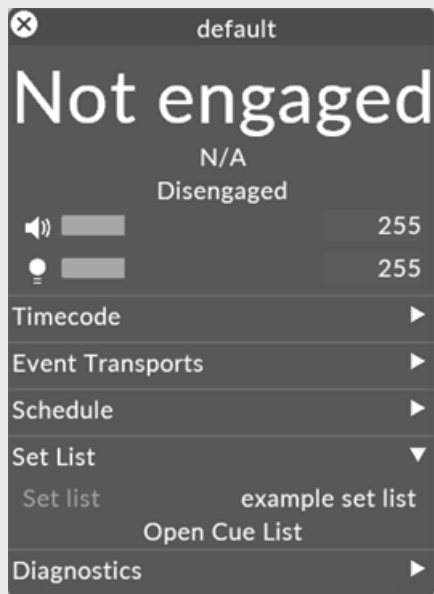 default
Not engaged
N/A
Disengaged
255
255
Timecode
Event Transports
Schedule
Set List
Set list example set list
Open Cue List
Diagnostics